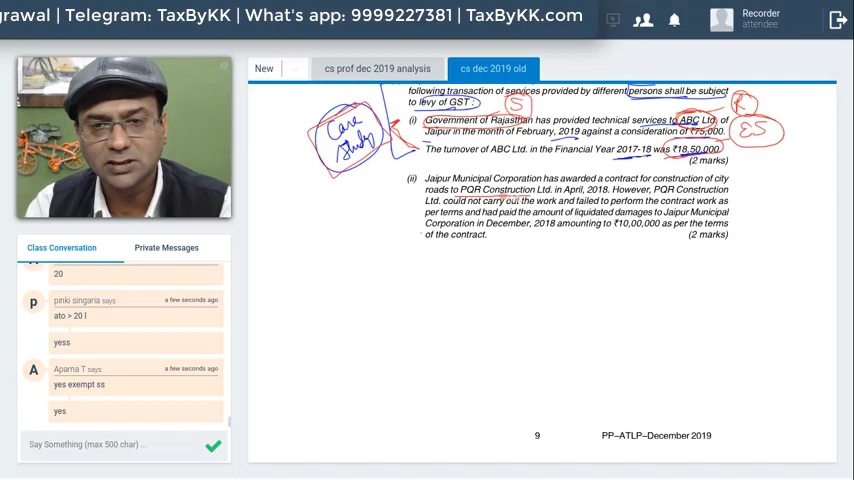 grawal | Telegram: TaxByKK | What's app: 9999227381 | TaxByKK.com
Recorder
attendee
New
cs prof dec 2019 analysis
cs dec 2019 old
following transaction of services provided by different persons shall be subject
to levy of GST :
S
R
(i) Government of Rajasthan has provided technical services to ABC Ltd. of
Jaipur in the month of February, 2019 against a consideration of ₹75,000.
ES
The turnover of ABC Ltd. in the Financial Year 2017-18 was ₹18,50,000.
(2 marks)
Case
Study
(ii) Jaipur Municipal Corporation has awarded a contract for construction of city
roads to PQR Construction Ltd. in April, 2018. However, PQR Construction
Ltd. could not carry out the work and failed to perform the contract work as
per terms and had paid the amount of liquidated damages to Jaipur Municipal
Corporation in December, 2018 amounting to ₹10,00,000 as per the terms
of the contract.
(2 marks)
9
PP–ATLP–December 2019
Class Conversation
Private Messages
20
p
pinki singaria says:
a few seconds ago
ato > 20 l
yess
A
Aparna T says:
a few seconds ago
yes exempt ss
yes
Say Something (max 500 char) ...